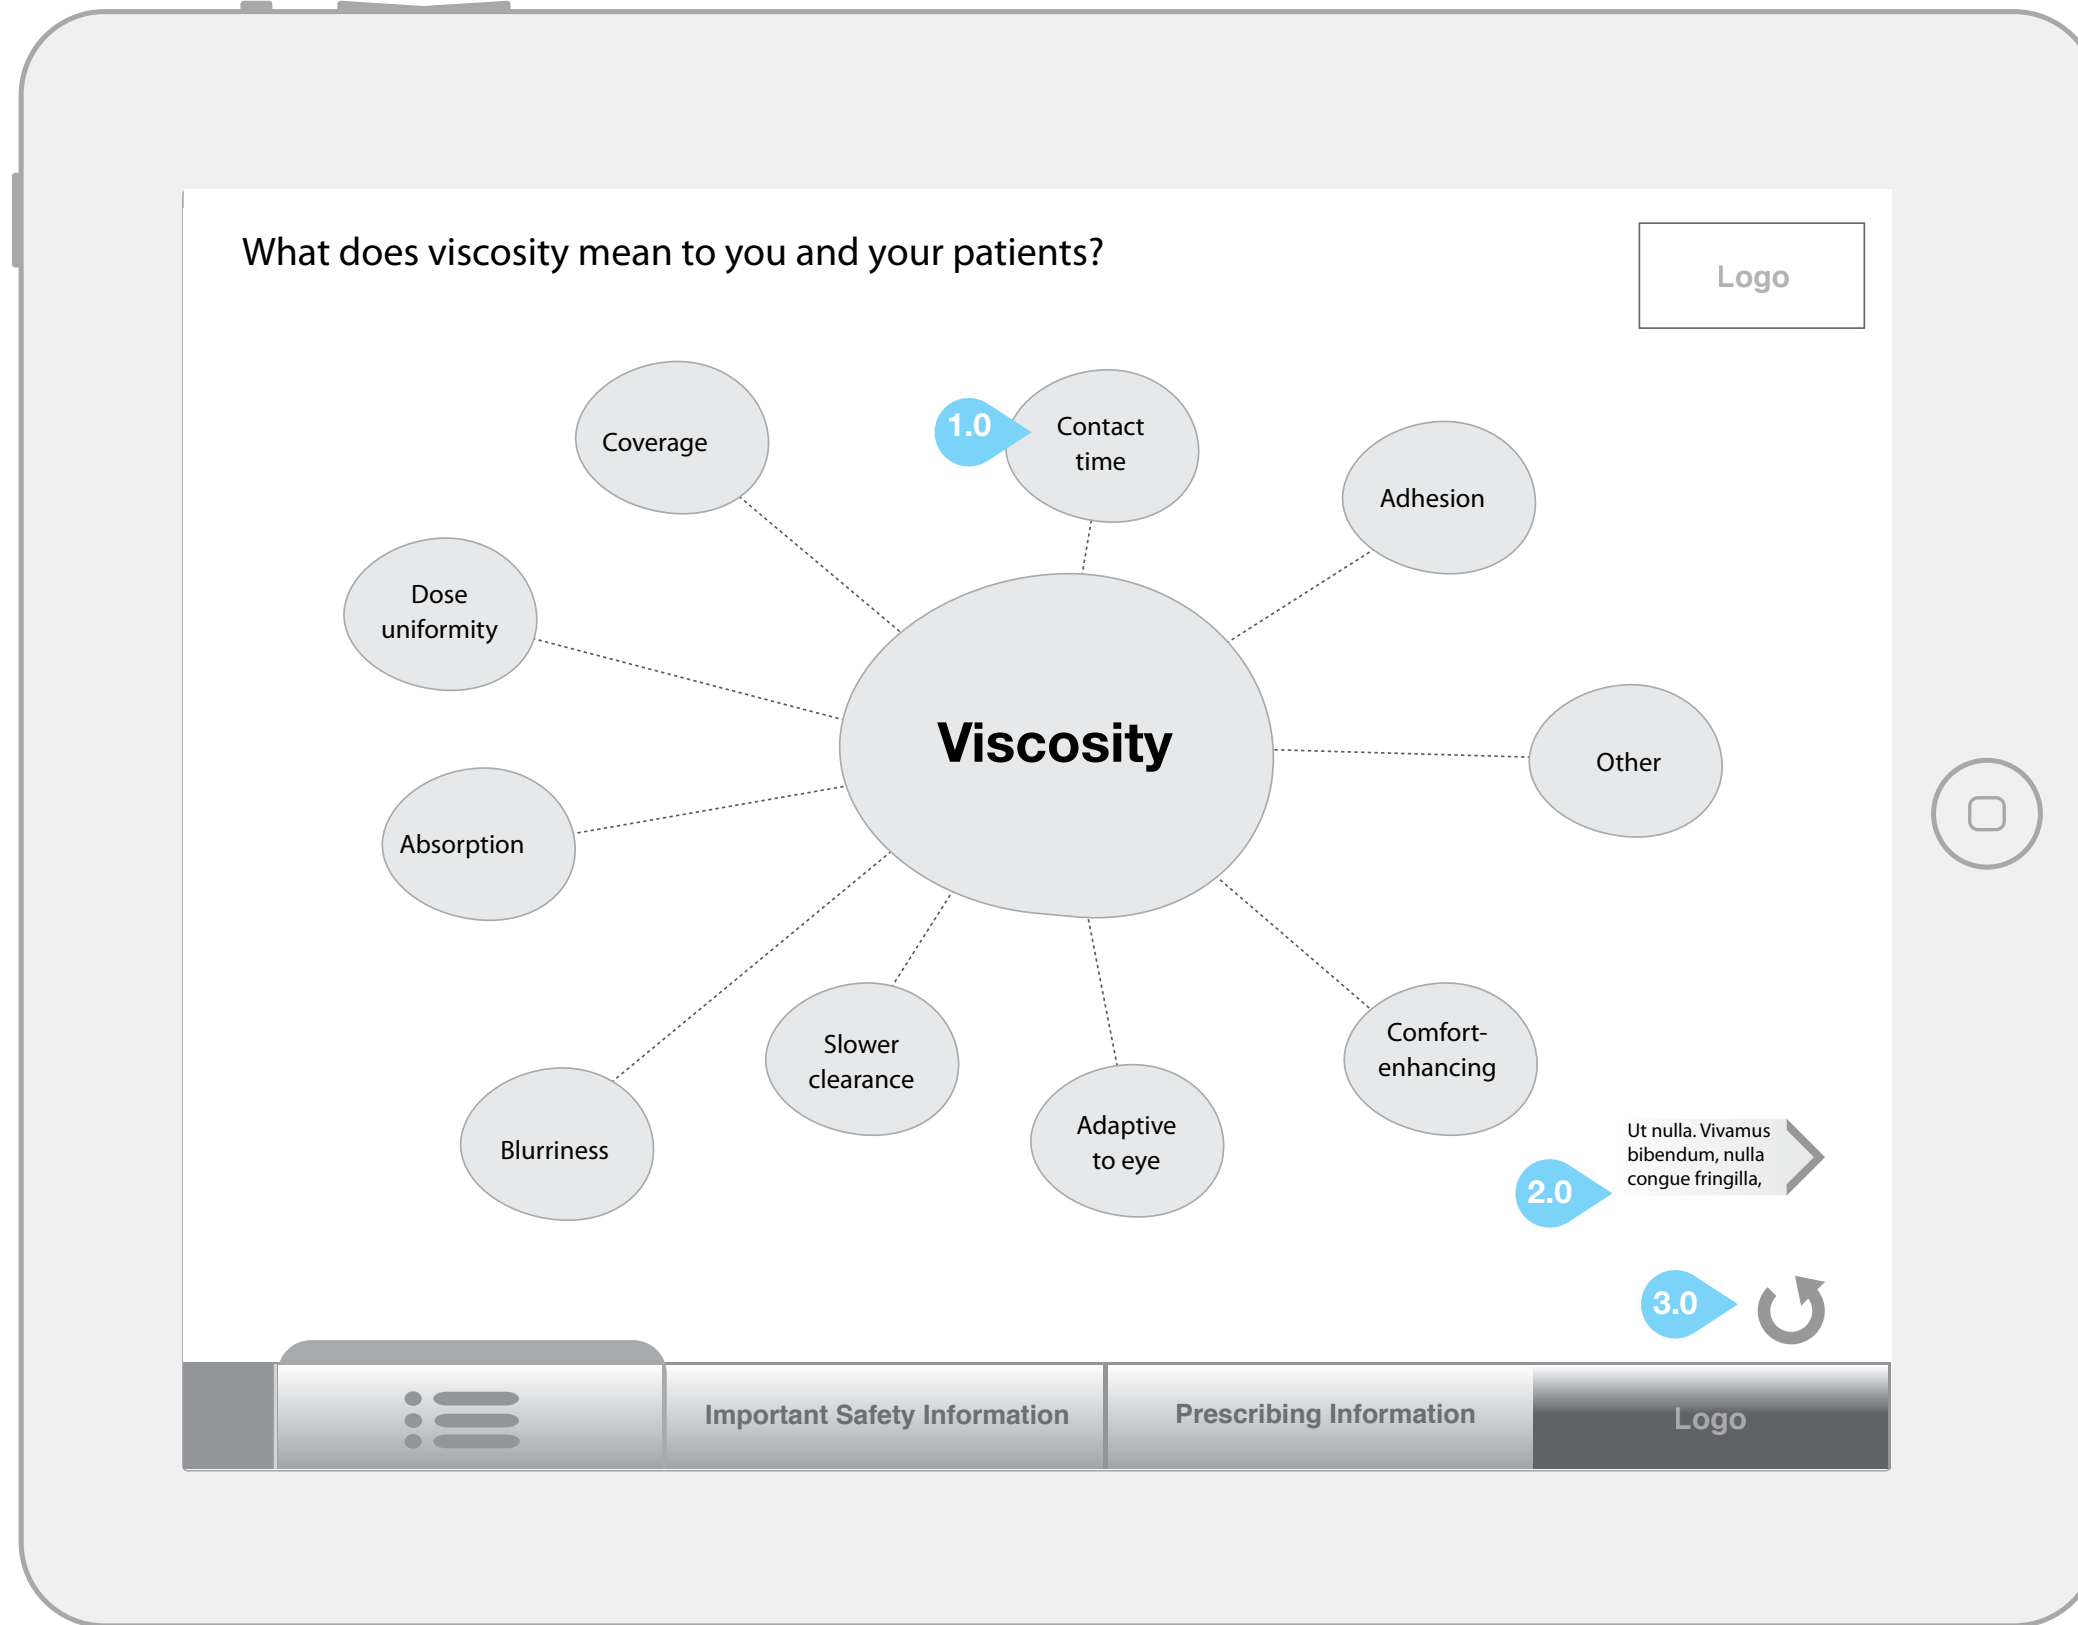 What does viscosity mean to you and your patients?
Logo
Coverage
1.0
Contact
time
Adhesion
Dose
uniformity
Viscosity
Other
Absorption
Slower
clearance
Comfort-
enhancing
Blurriness
Adaptive
to eye
Ut nulla. Vivamus
bibendum, nulla
congue fringilla,
2.0
3.0
Important Safety Information
Prescribing Information
Logo